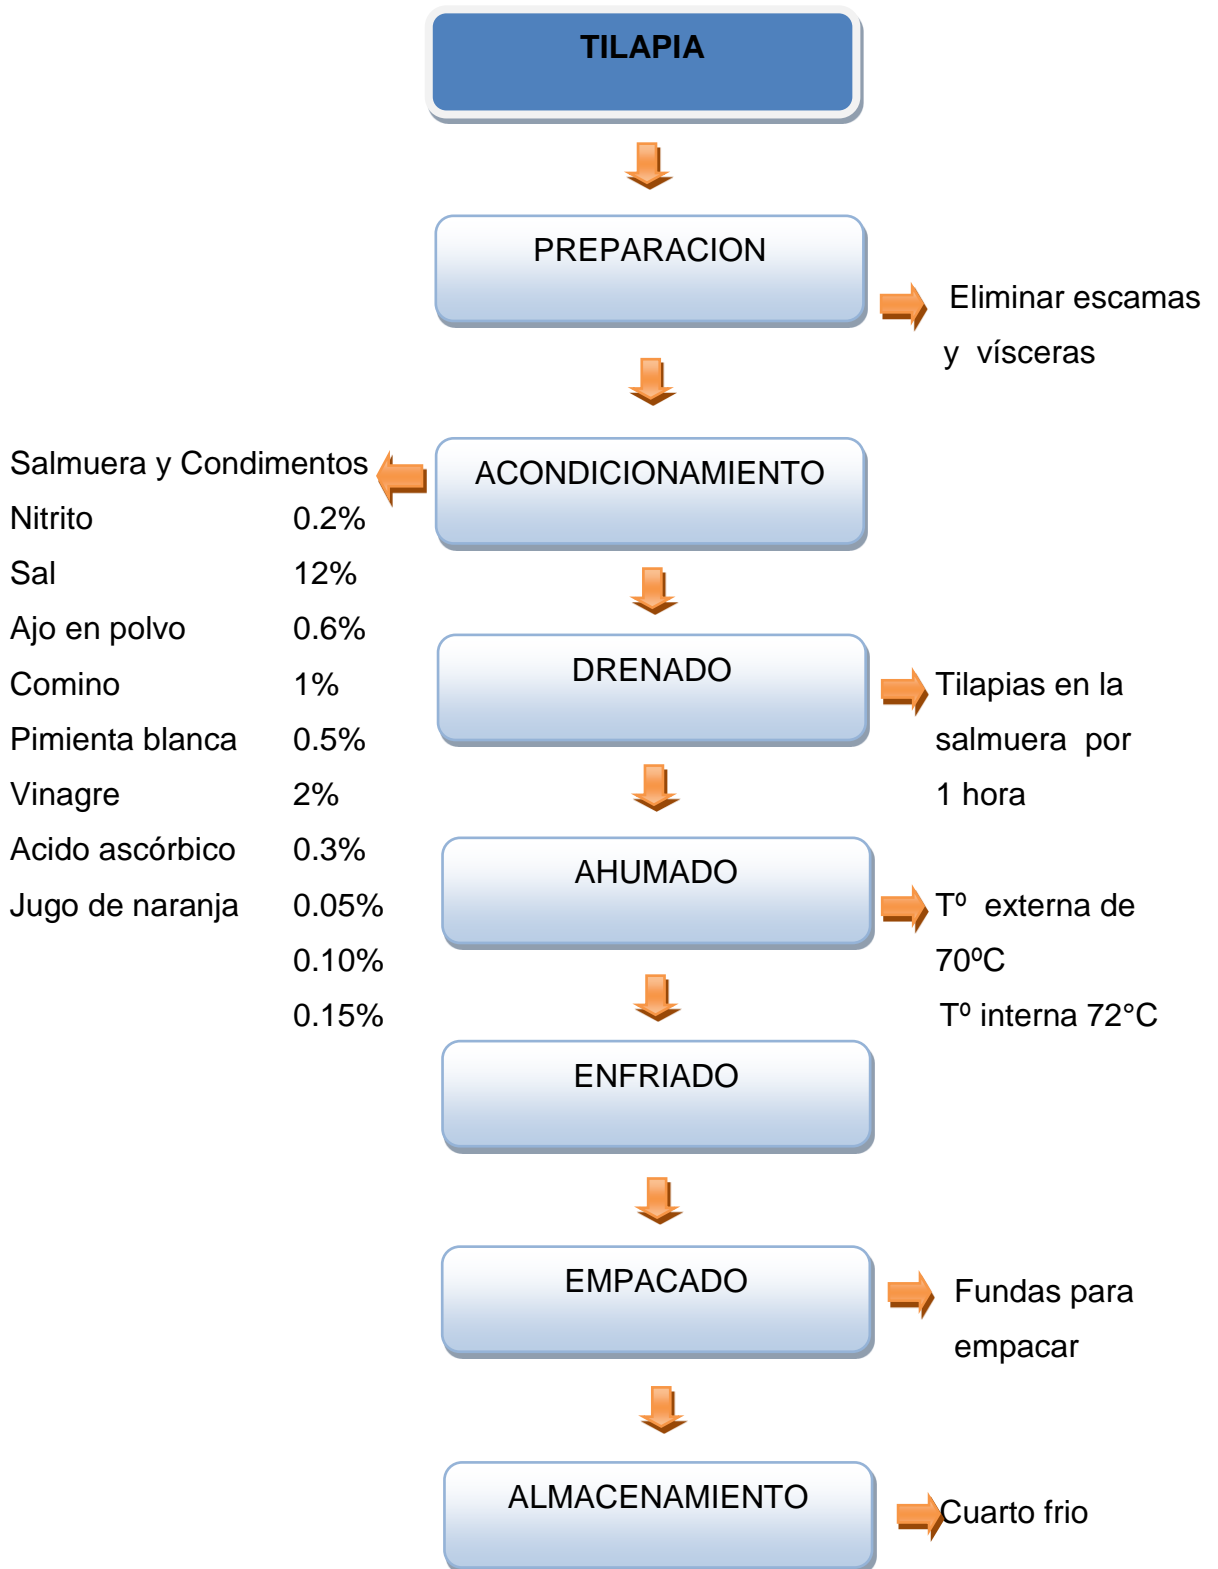 TILAPIA
PREPARACION
Eliminar escamas
y vísceras
ACONDICIONAMIENTO
Salmuera y Condimentos
Nitrito 0.2%
Sal 12%
Ajo en polvo 0.6%
Comino 1%
Pimienta blanca 0.5%
Vinagre 2%
Acido ascórbico 0.3%
Jugo de naranja 0.05%
0.10%
0.15%
DRENADO
Tilapias en la
salmuera por
1 hora
AHUMADO
Tº externa de
70ºC
Tº interna 72°C
ENFRIADO
EMPACADO
Fundas para
empacar
ALMACENAMIENTO
Cuarto frio